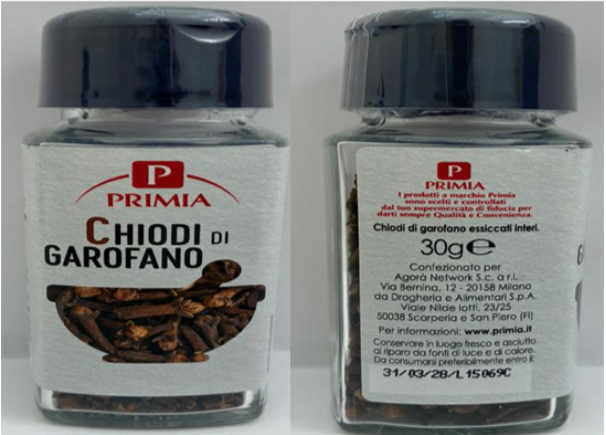 P
PRIMIA
CHIODI DI
GAROFANO
P
PRIMIA
I prodotti a marchio Primia
sono scelti e controllati
dal tuo supermercato di fiducia per
darti sempre Qualità e Convenienza.
Chiodi di garofano essiccati interi.
30g℮
Confezionato per
Agorà Network S.c. a r.l.
Via Bernina, 12 - 20158 Milano
da Drogheria e Alimentari S.p.A.
Viale Nilde Iotti, 23/25
50038 Scarperia e San Piero (FI)
Per informazioni: www.primia.it
Conservare in luogo fresco e asciutto
al riparo da fonti di luce e di calore.
Da consumarsi preferibilmente entro il:
31/03/28/L15069C